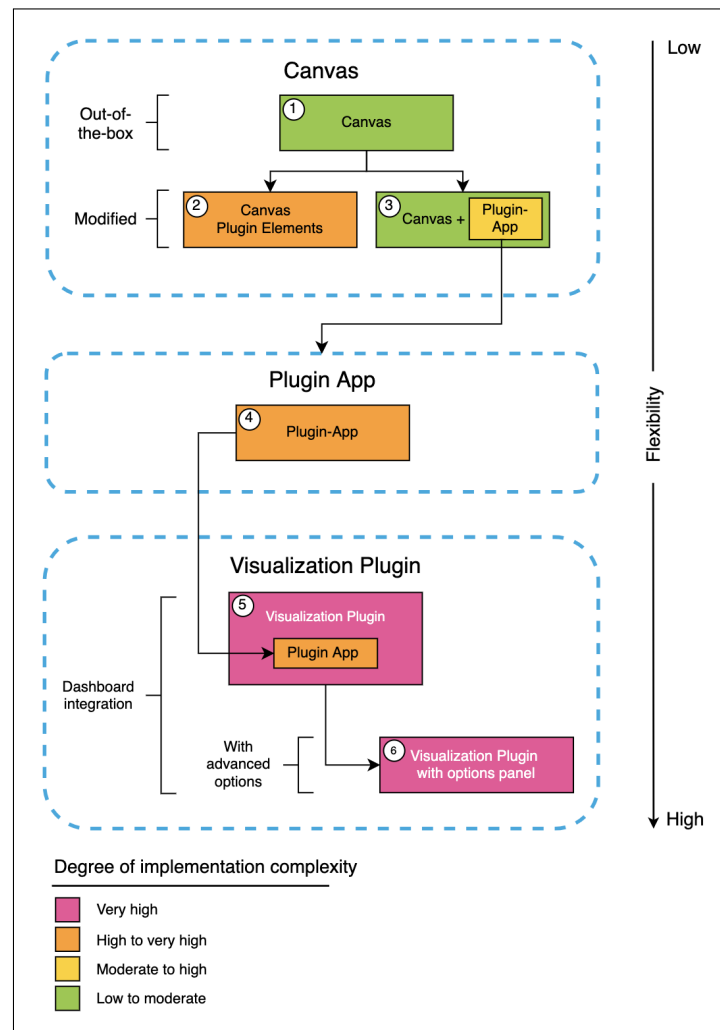 Low
Canvas
Out-of-
the-box
1
Canvas
Modified
2
Canvas
Plugin Elements
3
Canvas +
Plugin-
App
Flexibility
Plugin App
4
Plugin-App
Visualization Plugin
5
Visualization Plugin
Plugin App
Dashboard
integration
With
advanced
options
6
Visualization Plugin
with options panel
High
Degree of implementation complexity
Very high
High to very high
Moderate to high
Low to moderate